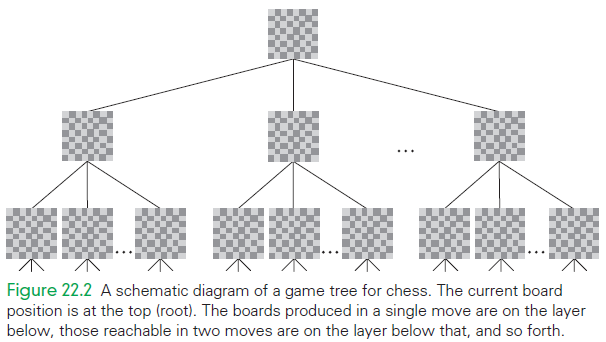 ...
... ... ...
Figure 22.2 A schematic diagram of a game tree for chess. The current board
position is at the top (root). The boards produced in a single move are on the layer
below, those reachable in two moves are on the layer below that, and so forth.